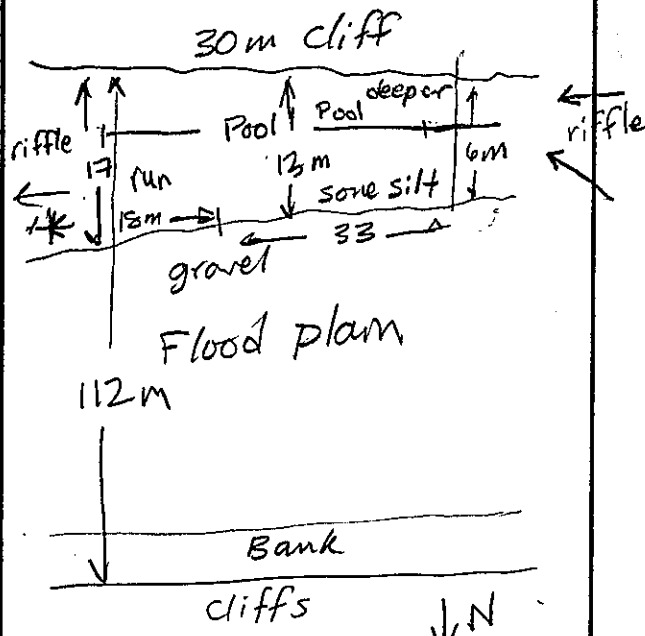 30m Cliff
deeper
riffle Pool Pool riffle
17 run 13m 6m
some silt
18m 33
gravel
Flood plain
112m
Bank
Cliffs
N